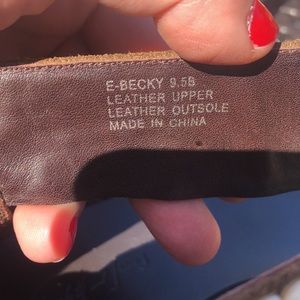 E-BECKY 9.5B
LEATHER UPPER
LEATHER OUTSOLE
MADE IN CHINA